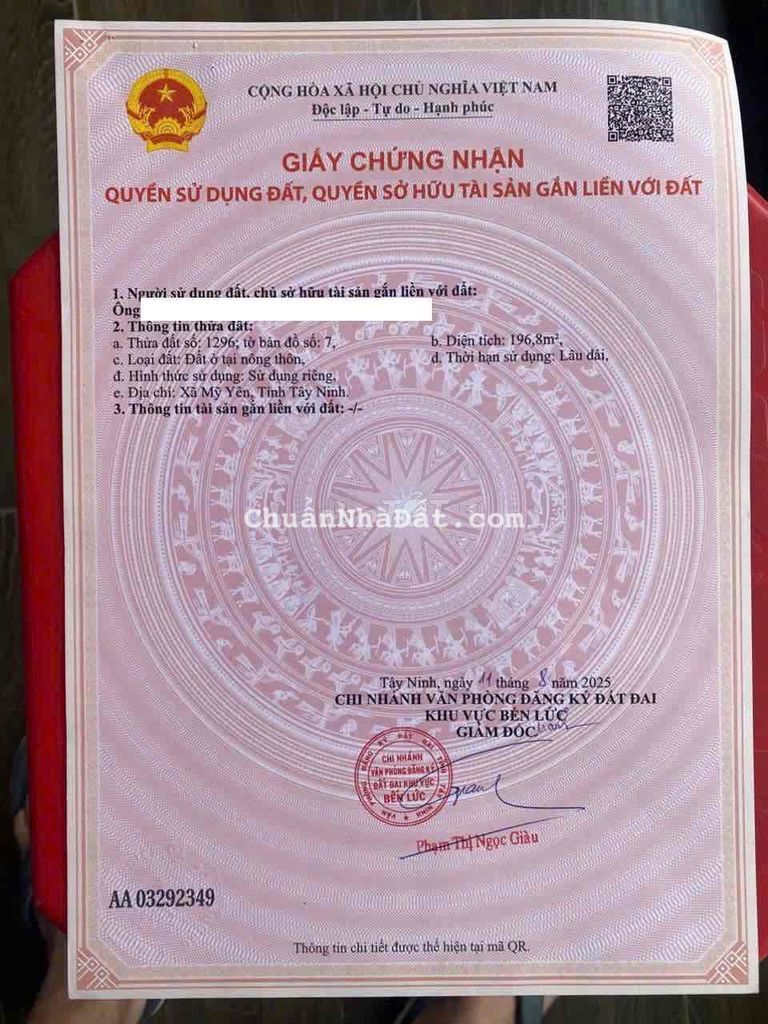 CỘNG HÒA XÃ HỘI CHỦ NGHĨA VIỆT NAM
Độc lập - Tự do - Hạnh phúc
GIẤY CHỨNG NHẬN
QUYỀN SỬ DỤNG ĐẤT, QUYỀN SỞ HỮU TÀI SẢN GẮN LIỀN VỚI ĐẤT
1. Người sử dụng đất, chủ sở hữu tài sản gắn liền với đất:
Ông
2. Thông tin thửa đất:
a. Thửa đất số: 1296; tờ bản đồ số: 7, b. Diện tích: 196,8m²,
c. Loại đất: Đất ở tại nông thôn, d. Thời hạn sử dụng: Lâu dài,
đ. Hình thức sử dụng: Sử dụng riêng,
e. Địa chỉ: Xã Mỹ Yên, Tỉnh Tây Ninh.
3. Thông tin tài sản gắn liền với đất: -/-
ChuẩnNhàĐất.com
Tây Ninh, ngày 11 tháng 8 năm 2025
CHI NHÁNH VĂN PHÒNG ĐĂNG KÝ ĐẤT ĐAI
KHU VỰC BẾN LỨC
GIÁM ĐỐC
CHI NHÁNH
VĂN PHÒNG ĐĂNG KÝ
ĐẤT ĐAI KHU VỰC
BẾN LỨC
Phạm Thị Ngọc Giàu
AA 03292349
Thông tin chi tiết được thể hiện tại mã QR.